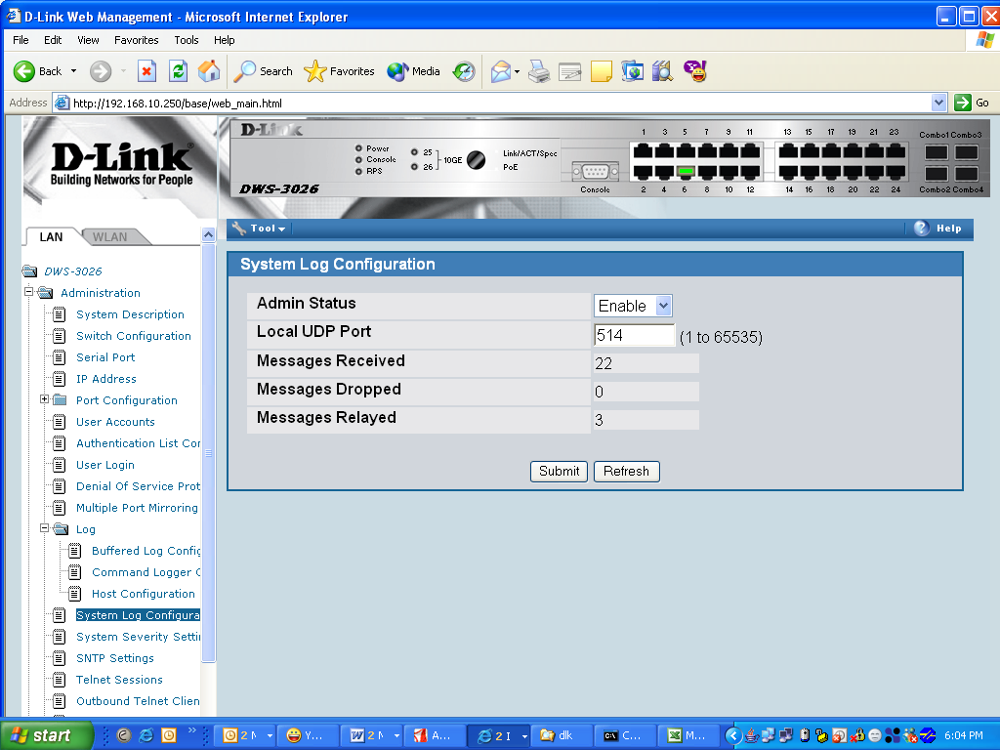 D-Link Web Management - Microsoft Internet Explorer
File Edit View Favorites Tools Help
Back Search Favorites Media
Address http://192.168.10.250/base/web_main.html Go
D-Link
Building Networks for People
D-Link
Power
Console
RPS
25
26
10GE
Link/ACT/Spec
PoE
DWS-3026
Console
1 3 5 7 9 11 13 15 17 19 21 23 Combo1 Combo3
2 4 6 8 10 12 14 16 18 20 22 24 Combo2 Combo4
LAN WLAN
Tool Help
DWS-3026
Administration
System Description
Switch Configuration
Serial Port
IP Address
Port Configuration
User Accounts
Authentication List Cor
User Login
Denial Of Service Prot
Multiple Port Mirroring
Log
Buffered Log Config
Command Logger C
Host Configuration
System Log Configura
System Severity Setti
SNTP Settings
Telnet Sessions
Outbound Telnet Clien
System Log Configuration
Admin Status Enable
Local UDP Port 514 (1 to 65535)
Messages Received 22
Messages Dropped 0
Messages Relayed 3
Submit Refresh
start 2 N Y... 2 N A... 2 I dlk C... M... 6:04 PM